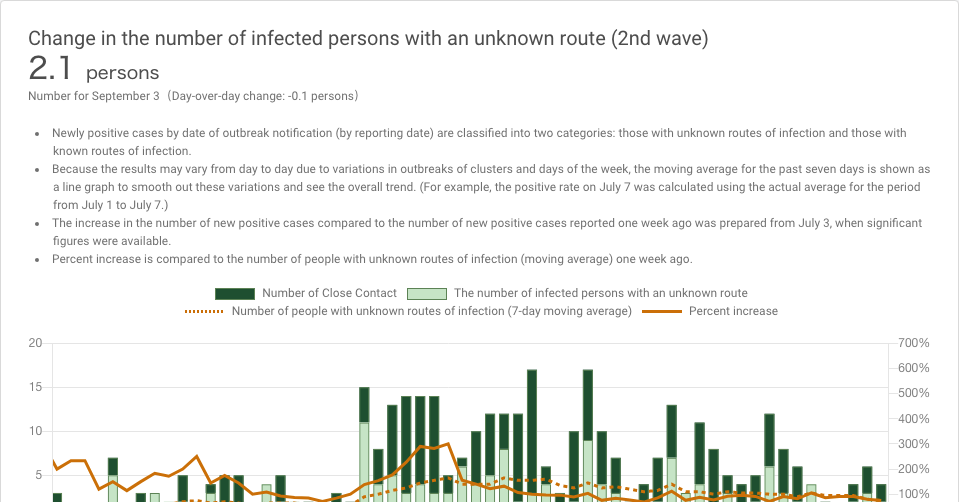 Change in the number of infected persons with an unknown route (2nd wave)
2.1 persons
Number for September 3 (Day-over-day change: -0.1 persons)
• Newly positive cases by date of outbreak notification (by reporting date) are classified into two categories: those with unknown routes of infection and those with
known routes of infection.
• Because the results may vary from day to day due to variations in outbreaks of clusters and days of the week, the moving average for the past seven days is shown as
a line graph to smooth out these variations and see the overall trend. (For example, the positive rate on July 7 was calculated using the actual average for the period
from July 1 to July 7.)
• The increase in the number of new positive cases compared to the number of new positive cases reported one week ago was prepared from July 3, when significant
figures were available.
• Percent increase is compared to the number of people with unknown routes of infection (moving average) one week ago.
Number of Close Contact The number of infected persons with an unknown route
Number of people with unknown routes of infection (7-day moving average) Percent increase
20 700%
600%
15 500%
400%
10 300%
200%
5 100%